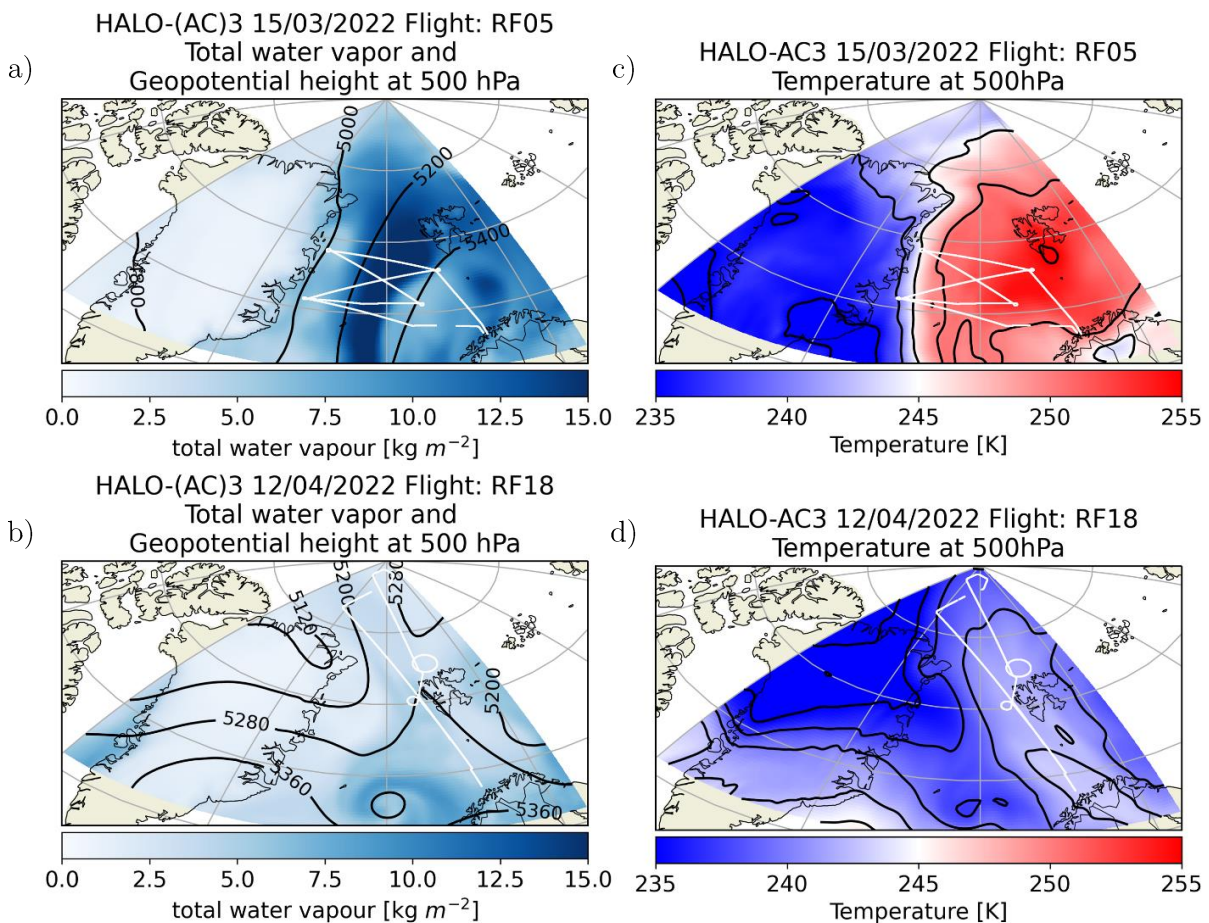 a)
HALO-(AC)3 15/03/2022 Flight: RF05
Total water vapor and
Geopotential height at 500 hPa
5000
5200
5400
4800
0.0 2.5 5.0 7.5 10.0 12.5 15.0
total water vapour [kg m−2]
c)
HALO-AC3 15/03/2022 Flight: RF05
Temperature at 500hPa
235 240 245 250 255
Temperature [K]
b)
HALO-(AC)3 12/04/2022 Flight: RF18
Total water vapor and
Geopotential height at 500 hPa
5120
5200
5280
5200
5280
5360
5360
0.0 2.5 5.0 7.5 10.0 12.5 15.0
total water vapour [kg m−2]
d)
HALO-AC3 12/04/2022 Flight: RF18
Temperature at 500hPa
235 240 245 250 255
Temperature [K]